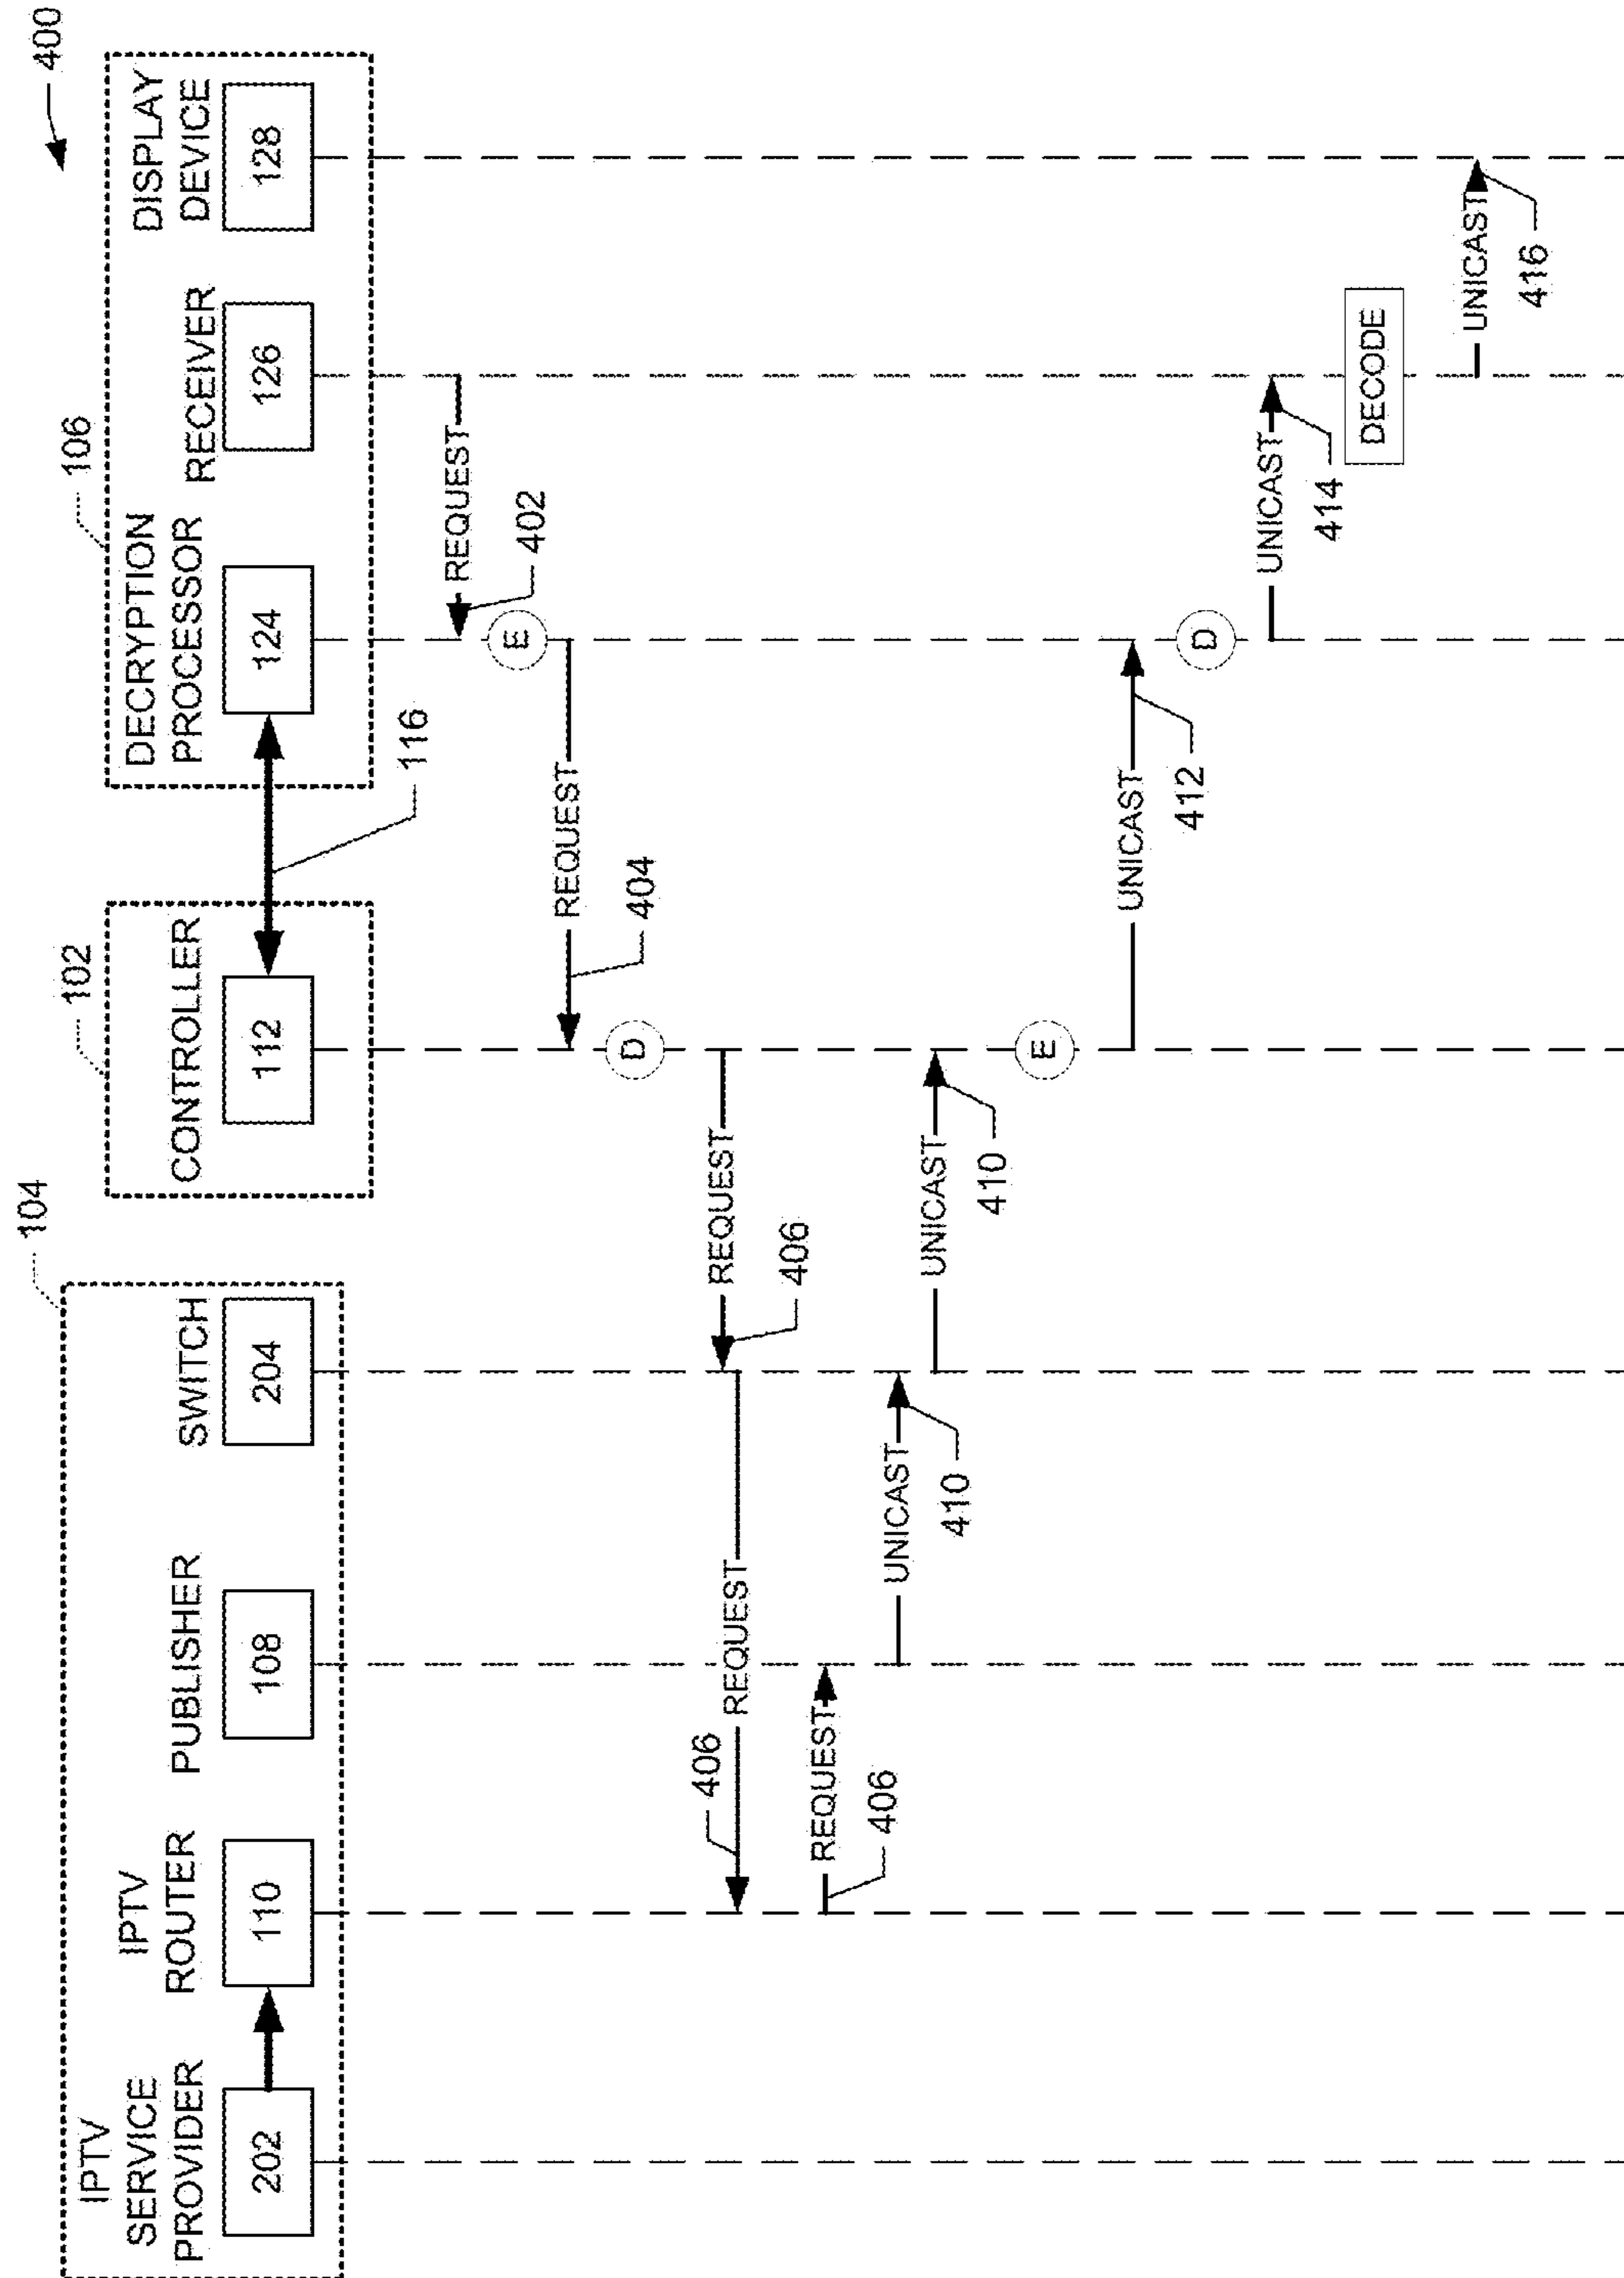 400
104
102
106
IPTV
SERVICE
PROVIDER
202
IPTV
ROUTER
110
PUBLISHER
108
SWITCH
204
CONTROLLER
112
DECRYPTION
PROCESSOR
124
RECEIVER
126
DISPLAY
DEVICE
128
116
REQUEST
402
E
REQUEST
404
D
REQUEST
406
REQUEST
406
REQUEST
406
UNICAST
410
UNICAST
410
E
UNICAST
412
D
UNICAST
414
DECODE
UNICAST
416